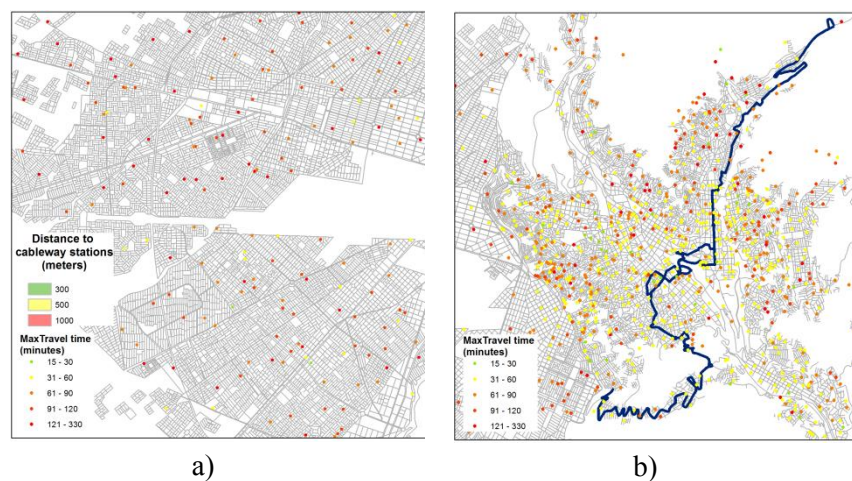 Distance to
cableway stations
(meters)
300
500
1000
MaxTravel time
(minutes)
15 - 30
31 - 60
61 - 90
91 - 120
121 - 330
a)
MaxTravel time
(minutes)
15 - 30
31 - 60
61 - 90
91 - 120
121 - 330
b)